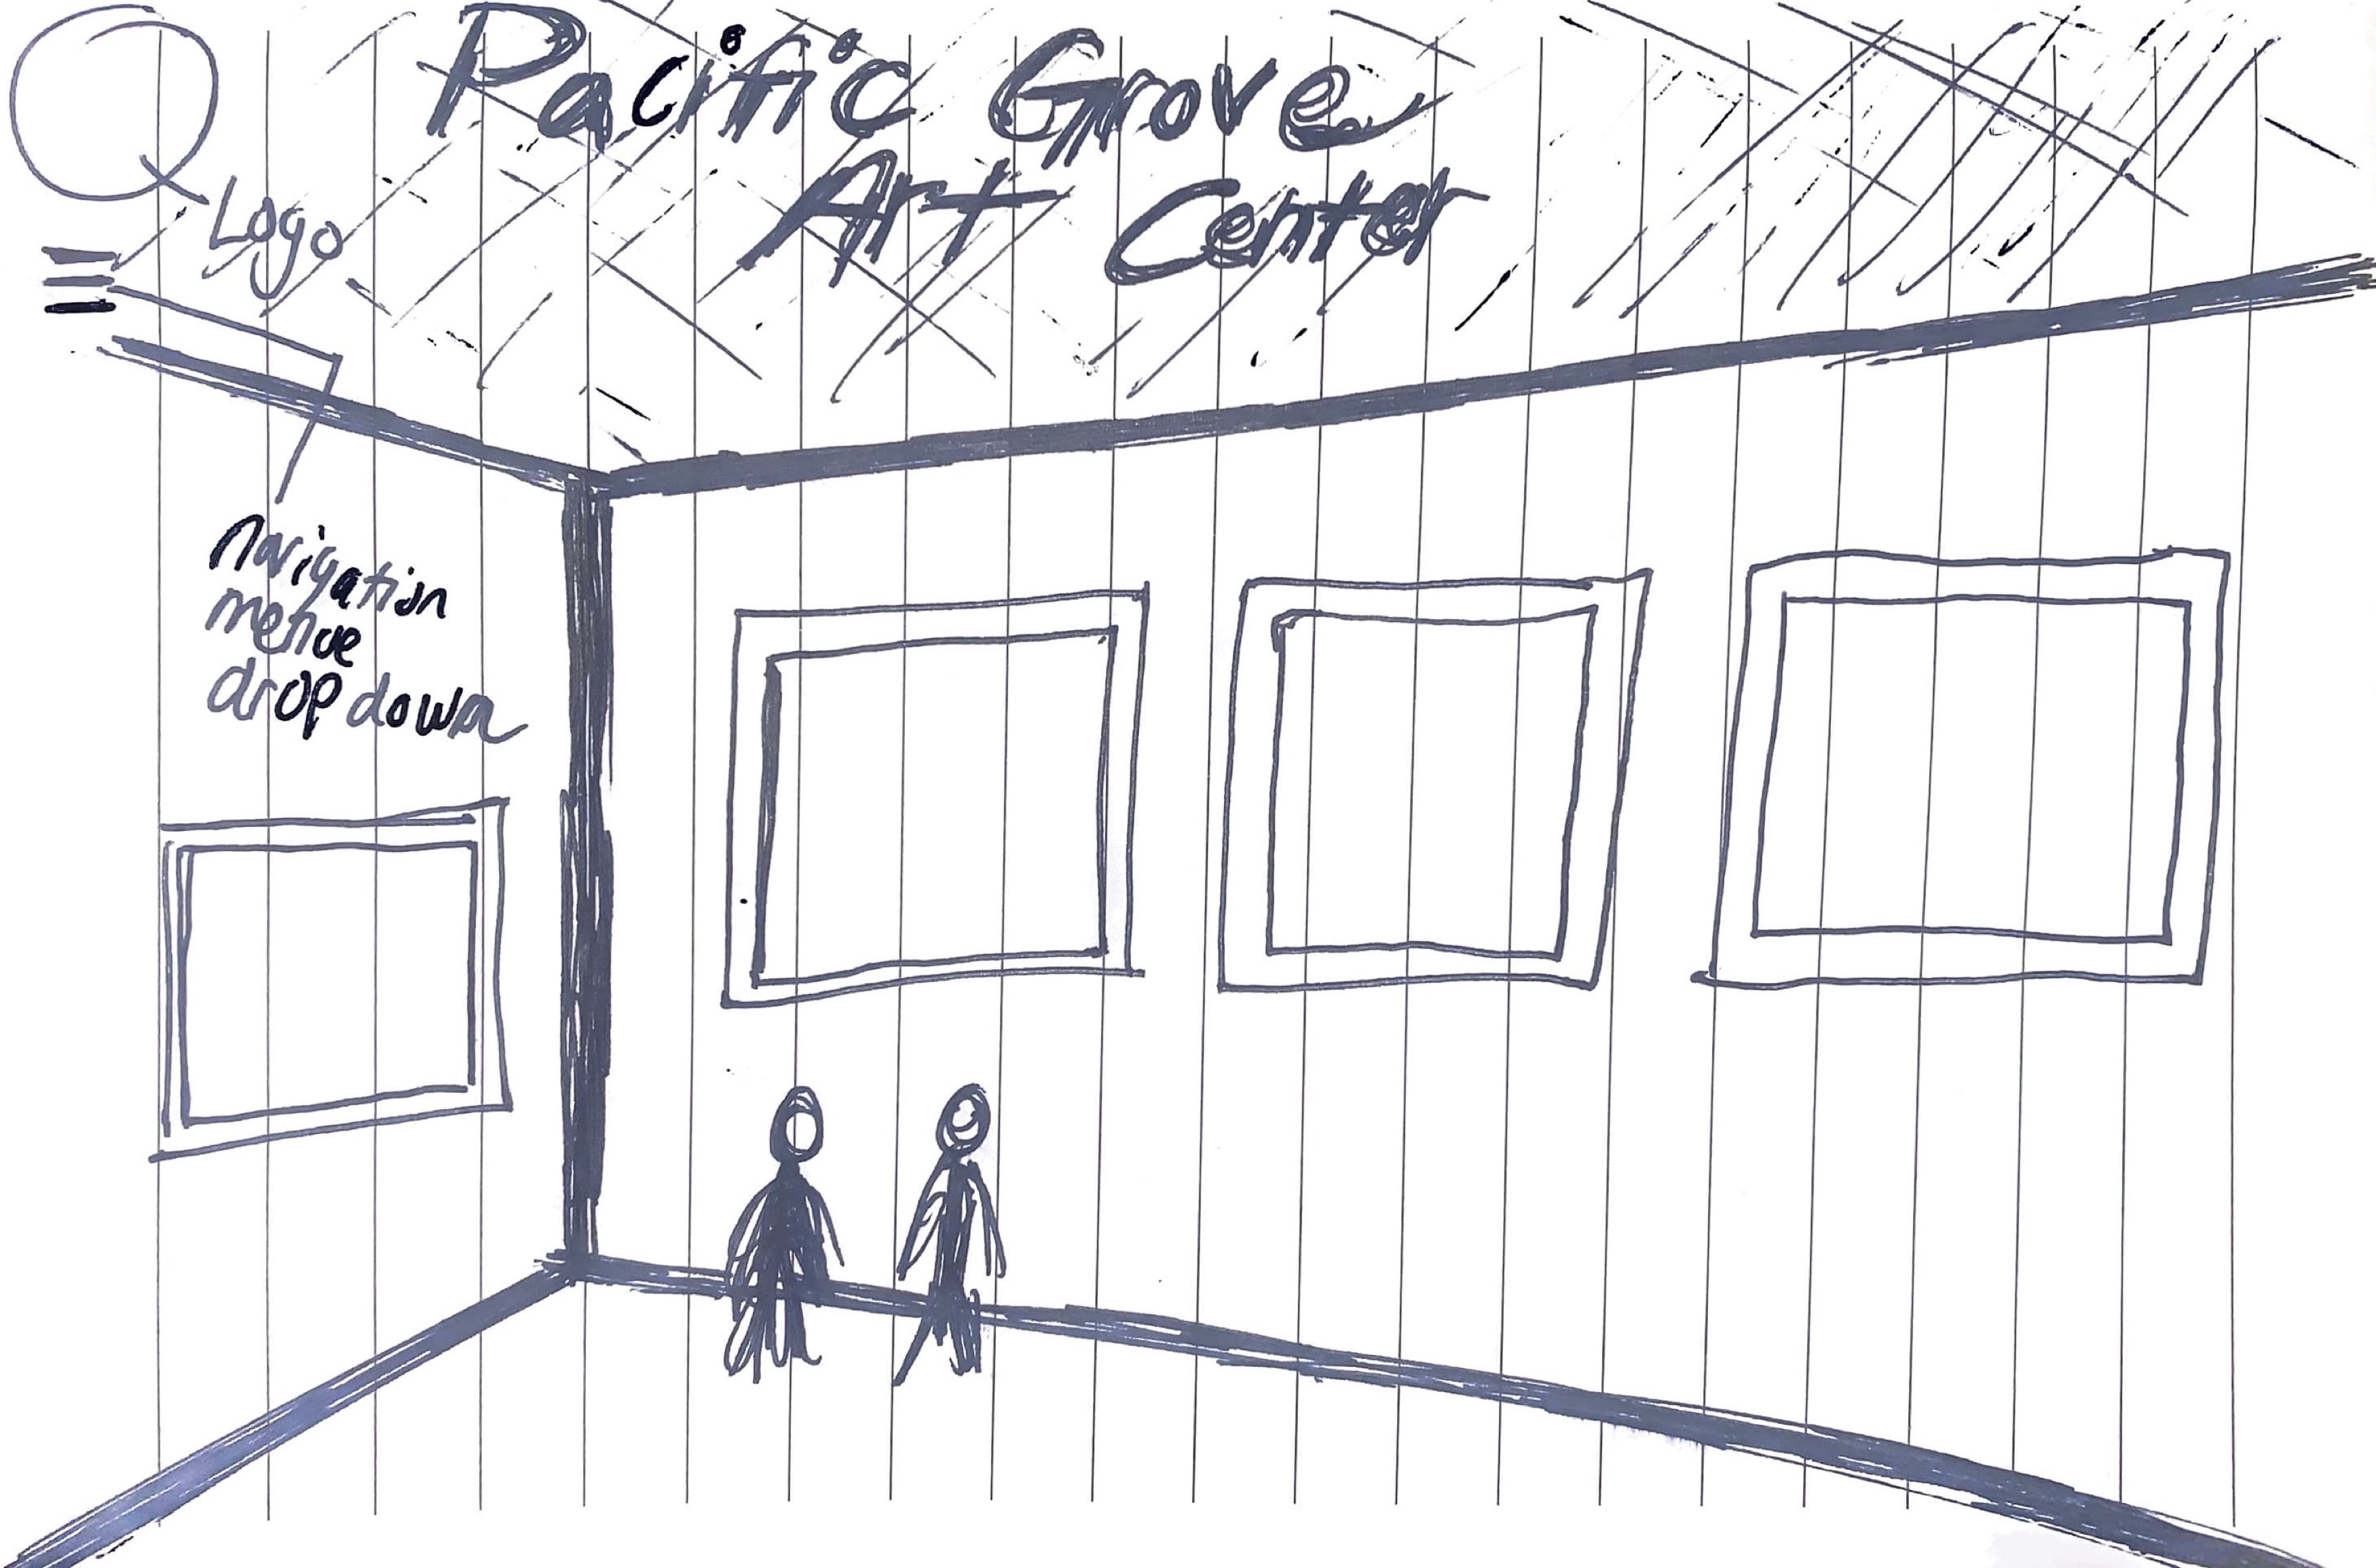 Pacific Grove
Art Center
Logo
navigation
menue
drop down